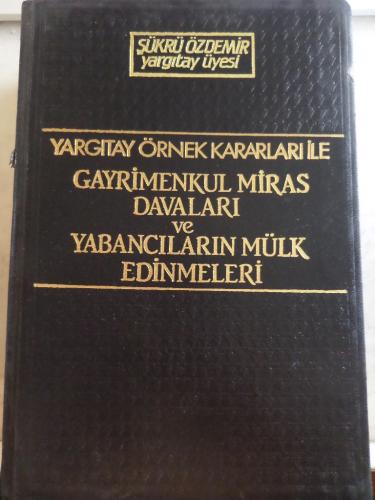 ŞÜKRÜ ÖZDEMİR
yargıtay üyesi
YARGITAY ÖRNEK KARARLARI İLE
GAYRİMENKUL MİRAS
DAVALARI
ve
YABANCILARIN MÜLK
EDİNMELERİ